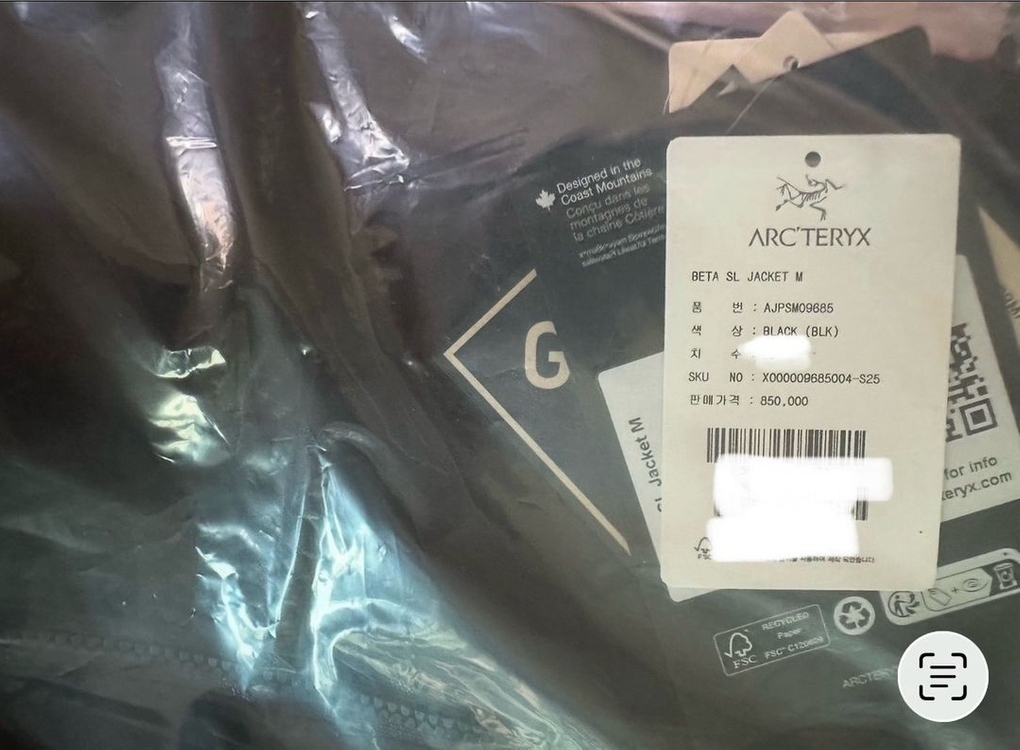 Designed in the
Coast Mountains
Conçu dans les
montagnes de
la chaîne Côtière
G
ARC'TERYX
BETA SL JACKET M
품 번 : AJPSM09685
색 상 : BLACK (BLK)
치 수
SKU NO : X000009685004-S25
판매가격 : 850,000
Jacket M
for info
teryx.com
RECYCLED
Paper
FSC
FSC® C120609
ARC'TERYX